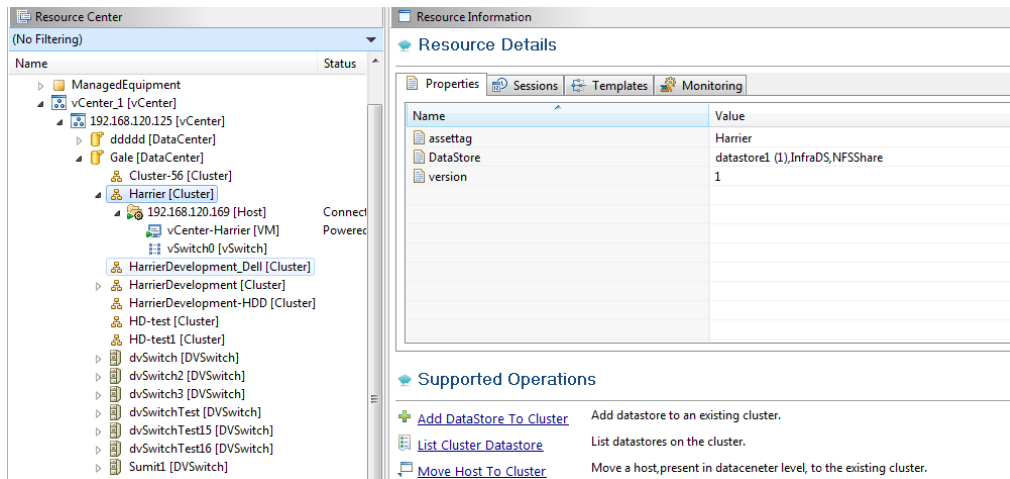 Resource Center
(No Filtering)
Name Status
ManagedEquipment
vCenter_1 [vCenter]
192.168.120.125 [vCenter]
ddddd [DataCenter]
Gale [DataCenter]
Cluster-56 [Cluster]
Harrier [Cluster]
192.168.120.169 [Host] Connect
vCenter-Harrier [VM] Powerec
vSwitch0 [vSwitch]
HarrierDevelopment_Dell [Cluster]
HarrierDevelopment [Cluster]
HarrierDevelopment-HDD [Cluster]
HD-test [Cluster]
HD-test1 [Cluster]
dvSwitch [DVSwitch]
dvSwitch2 [DVSwitch]
dvSwitch3 [DVSwitch]
dvSwitchTest [DVSwitch]
dvSwitchTest15 [DVSwitch]
dvSwitchTest16 [DVSwitch]
Sumit1 [DVSwitch]
Resource Information
Resource Details
Properties Sessions Templates Monitoring
Name Value
assettag Harrier
DataStore datastore1 (1),InfraDS,NFSShare
version 1
Supported Operations
Add DataStore To Cluster Add datastore to an existing cluster.
List Cluster Datastore List datastores on the cluster.
Move Host To Cluster Move a host,present in dataceneter level, to the existing cluster.